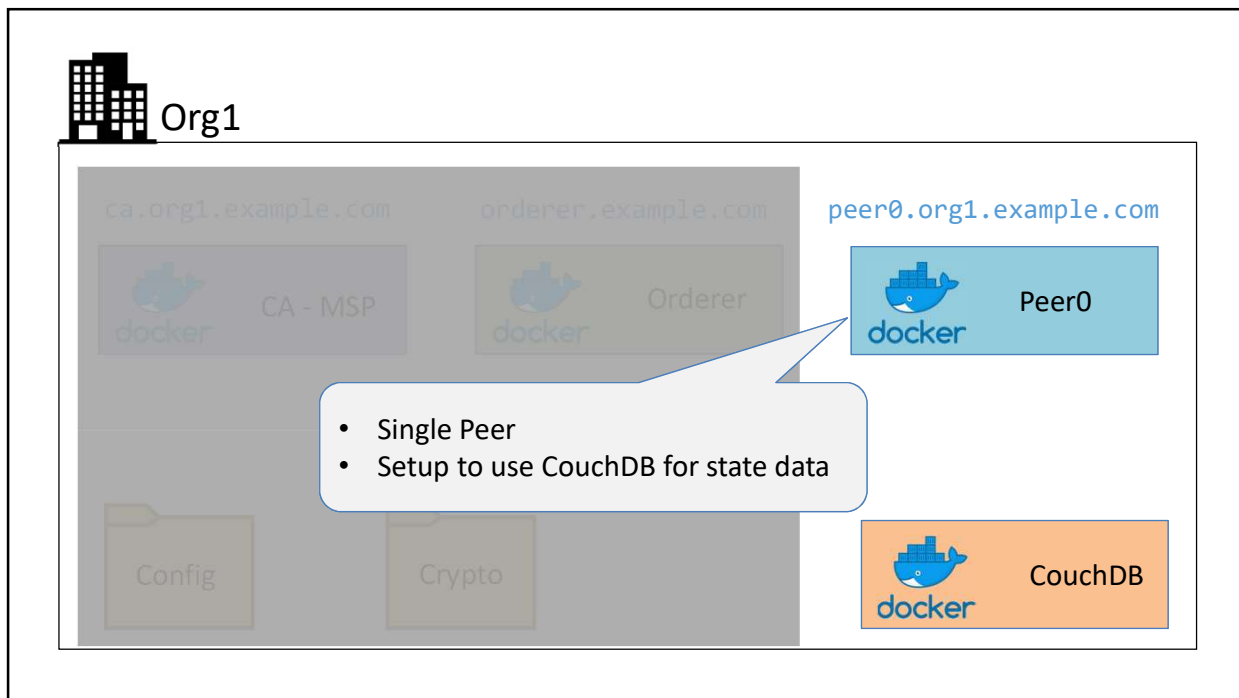 Org1
ca.org1.example.com
orderer.example.com
peer0.org1.example.com
docker
CA - MSP
docker
Orderer
docker
Peer0
• Single Peer
• Setup to use CouchDB for state data
Config
Crypto
docker
CouchDB